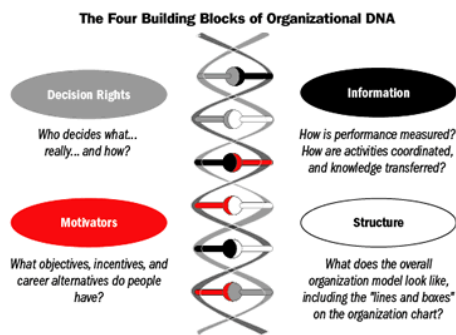 The Four Building Blocks of Organizational DNA
Decision Rights
Who decides what...
really... and how?
Information
How is performance measured?
How are activities coordinated,
and knowledge transferred?
Motivators
What objectives, incentives, and
career alternatives do people
have?
Structure
What does the overall
organization model look like,
including the "lines and boxes"
on the organization chart?